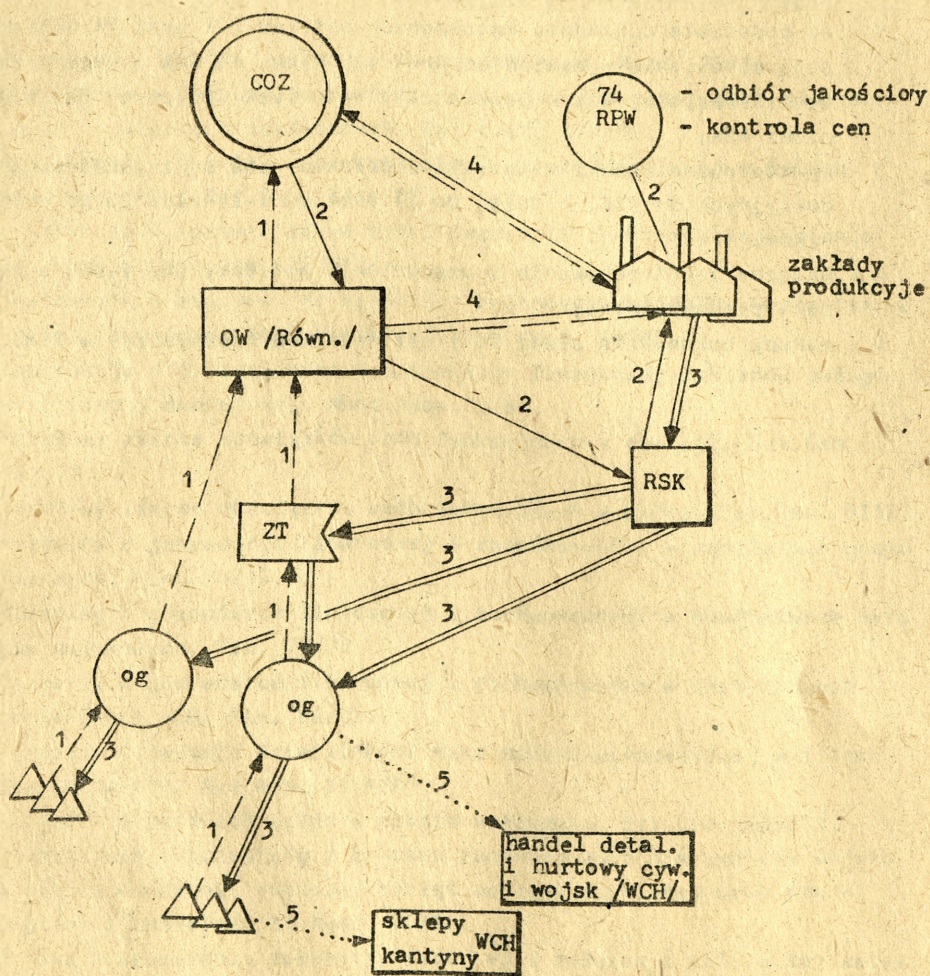 COZ
74
RPW
- odbiór jakościowy
- kontrola cen
4
2
1
2
zakłady
produkcyje
4
OW /Równ./
2
3
2
1
1
RSK
3
ZT
3
1
3
og
og
1
3
5
1
3
handel detal.
i hurtowy cyw.
i wojsk /WCH/
5
sklepy
WCH
kantyny